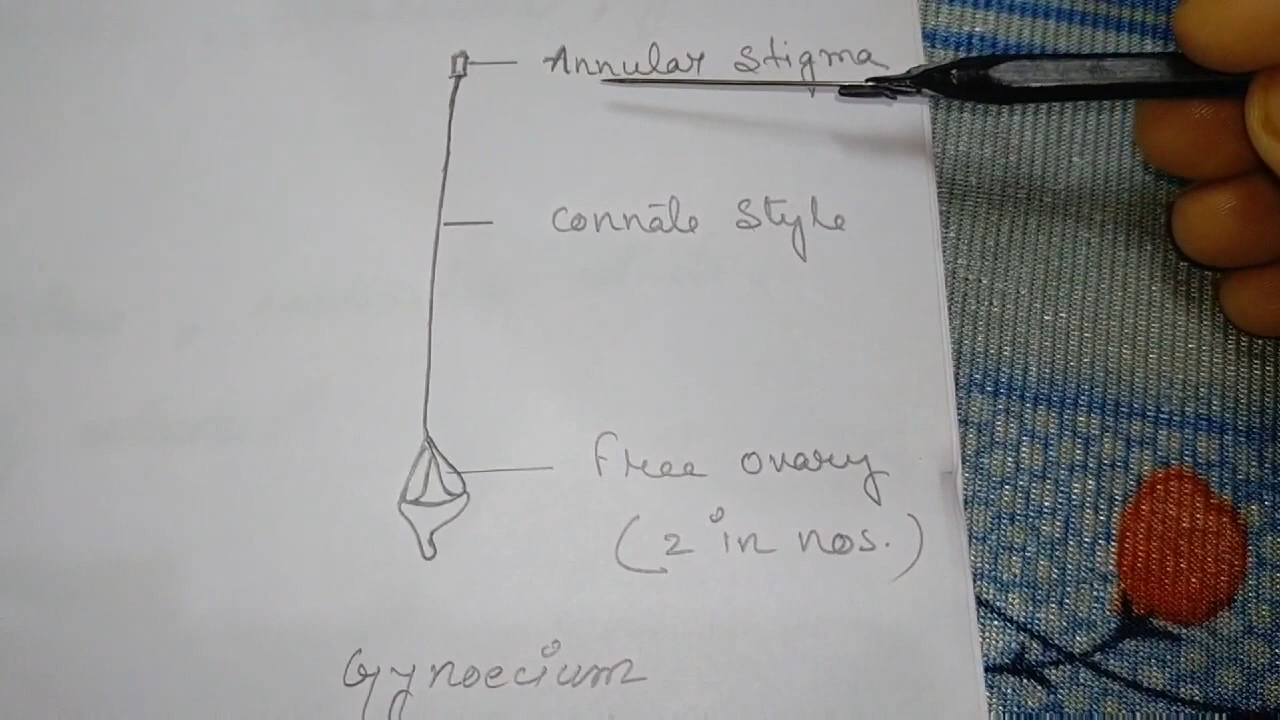 Annular Stigma
Connate Style
Free ovary
(2 in nos.)
Gynoecium